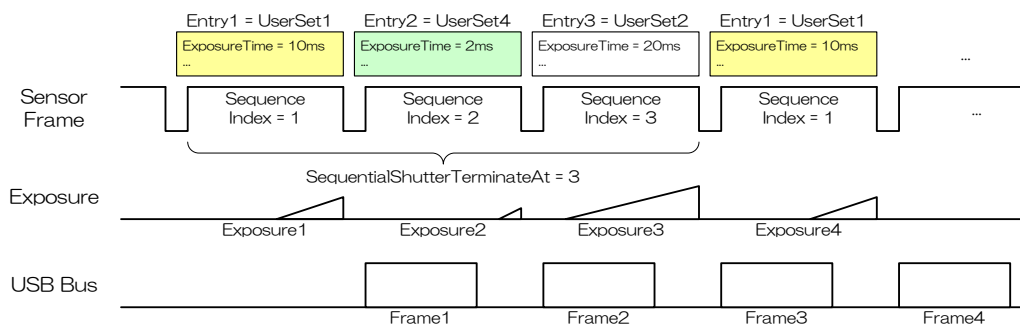 Entry1 = UserSet1
Entry2 = UserSet4
Entry3 = UserSet2
Entry1 = UserSet1
ExposureTime = 10ms
...
ExposureTime = 2ms
...
ExposureTime = 20ms
...
ExposureTime = 10ms
...
...
Sensor
Frame
Sequence
Index = 1
Sequence
Index = 2
Sequence
Index = 3
Sequence
Index = 1
...
SequentialShutterTerminateAt = 3
Exposure
Exposure1
Exposure2
Exposure3
Exposure4
USB Bus
Frame1
Frame2
Frame3
Frame4